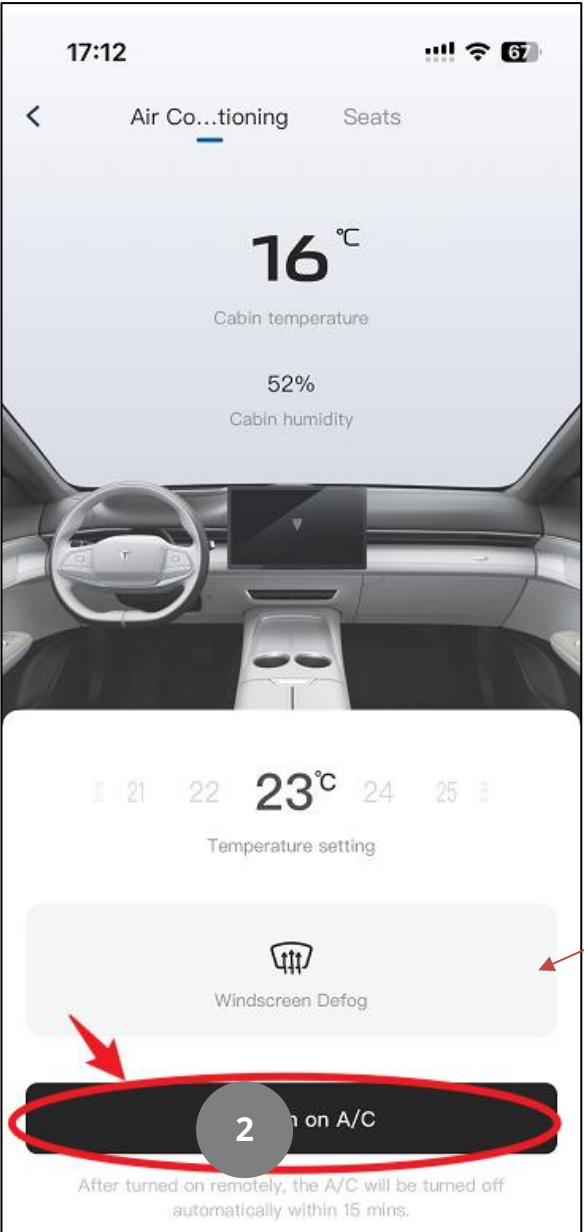 17:12
67
Air Co...tioning Seats
16 °C
Cabin temperature
52%
Cabin humidity
21 22 23°C 24 25
Temperature setting
Windscreen Defog
2 on A/C
After turned on remotely, the A/C will be turned off
automatically within 15 mins.